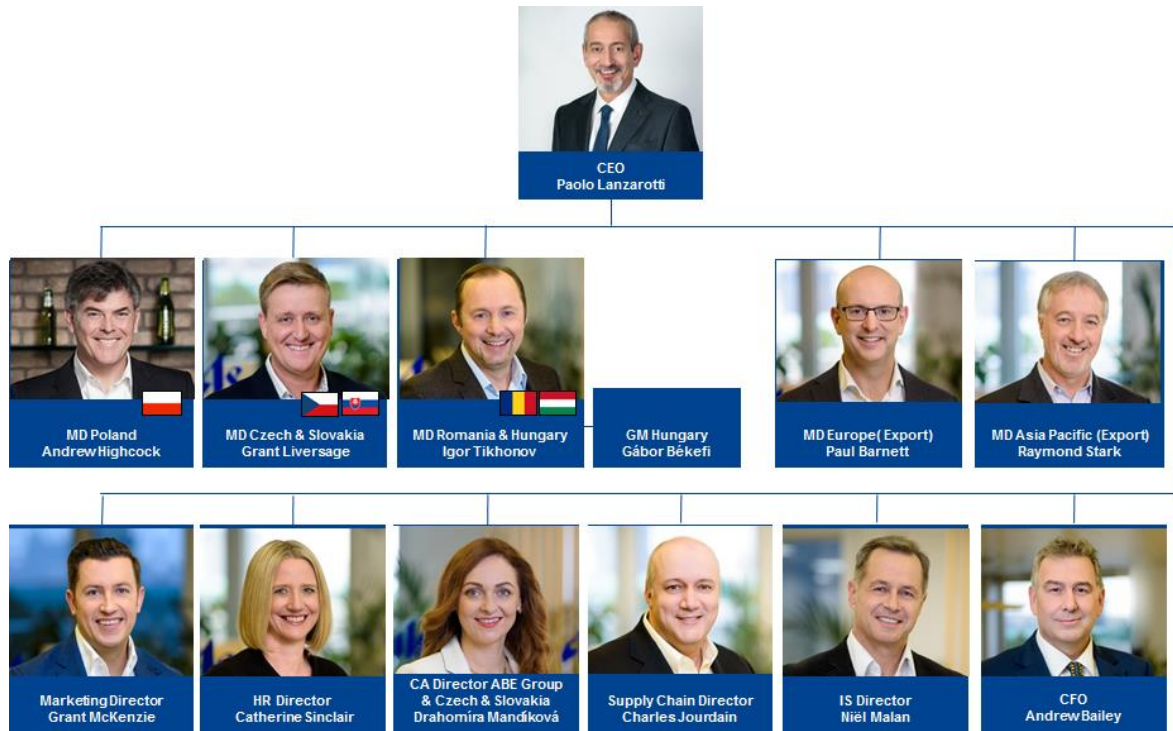 CEO
Paolo Lanzarotti
MD Poland
Andrew Highcock
MD Czech & Slovakia
Grant Liversage
MD Romania & Hungary
Igor Tikhonov
GM Hungary
Gábor Békefi
MD Europe( Export)
Paul Barnett
MD Asia Pacific (Export)
Raymond Stark
Marketing Director
Grant McKenzie
HR Director
Catherine Sinclair
CA Director ABE Group
& Czech & Slovakia
Drahomíra Mandíková
Supply Chain Director
Charles Jourdain
IS Director
Niël Malan
CFO
Andrew Bailey